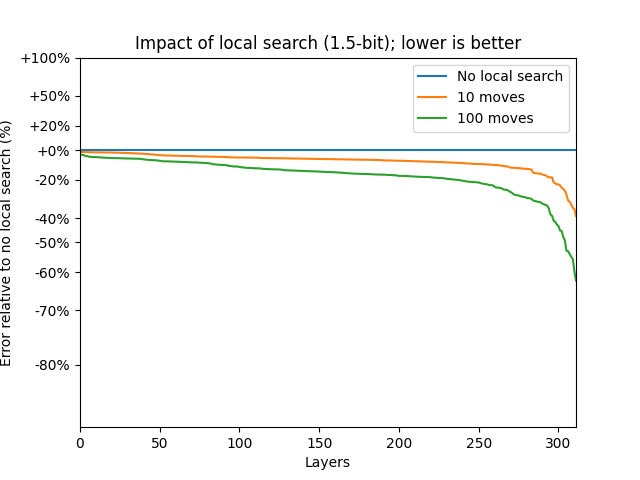 Impact of local search (1.5-bit); lower is better
+100%
+50%
+20%
+0%
-20%
-40%
-50%
-60%
-70%
-80%
Error relative to no local search (%)
No local search
10 moves
100 moves
0 50 100 150 200 250 300
Layers